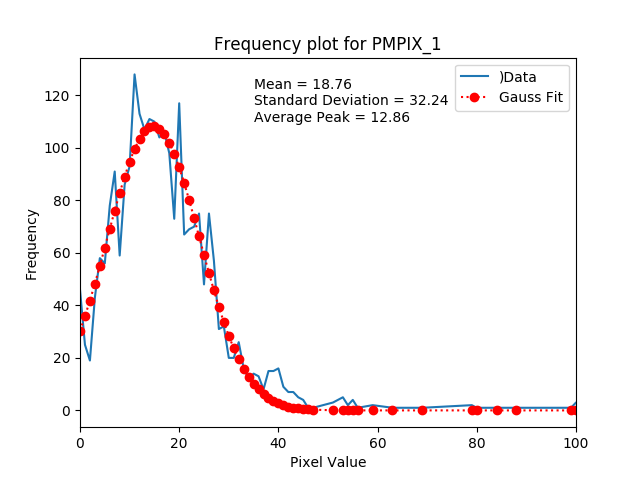 Frequency plot for PMPIX_1
Mean = 18.76
Standard Deviation = 32.24
Average Peak = 12.86
)Data
Gauss Fit
Frequency
120
100
80
60
40
20
0
0 20 40 60 80 100
Pixel Value